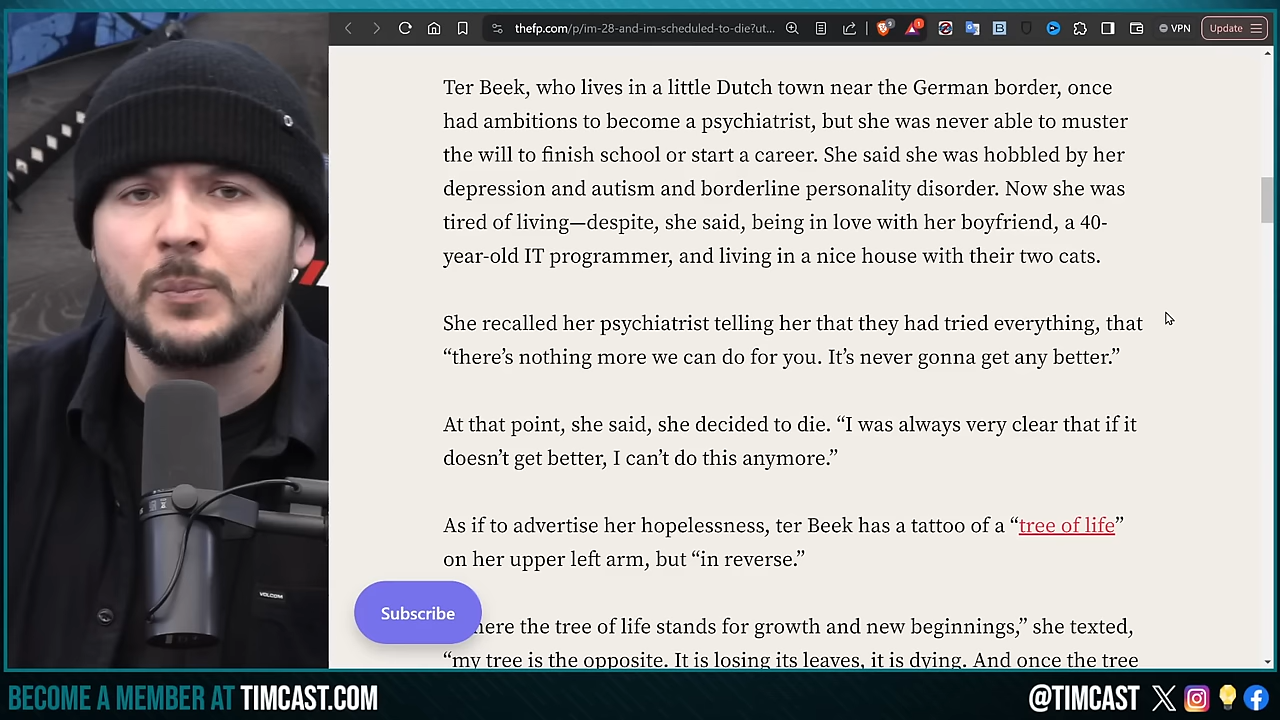 thefp.com/p/im-28-and-im-scheduled-to-die?ut...
9
1
VPN
Update
Ter Beek, who lives in a little Dutch town near the German border, once
had ambitions to become a psychiatrist, but she was never able to muster
the will to finish school or start a career. She said she was hobbled by her
depression and autism and borderline personality disorder. Now she was
tired of living—despite, she said, being in love with her boyfriend, a 40-
year-old IT programmer, and living in a nice house with their two cats.
She recalled her psychiatrist telling her that they had tried everything, that
“there’s nothing more we can do for you. It’s never gonna get any better.”
At that point, she said, she decided to die. “I was always very clear that if it
doesn’t get better, I can’t do this anymore.”
As if to advertise her hopelessness, ter Beek has a tattoo of a “tree of life”
on her upper left arm, but “in reverse.”
Subscribe
the tree of life stands for growth and new beginnings,” she texted,
“my tree is the opposite. It is losing its leaves, it is dying. And once the tree
VOLCOM
BECOME A MEMBER AT TIMCAST.COM
@TIMCAST